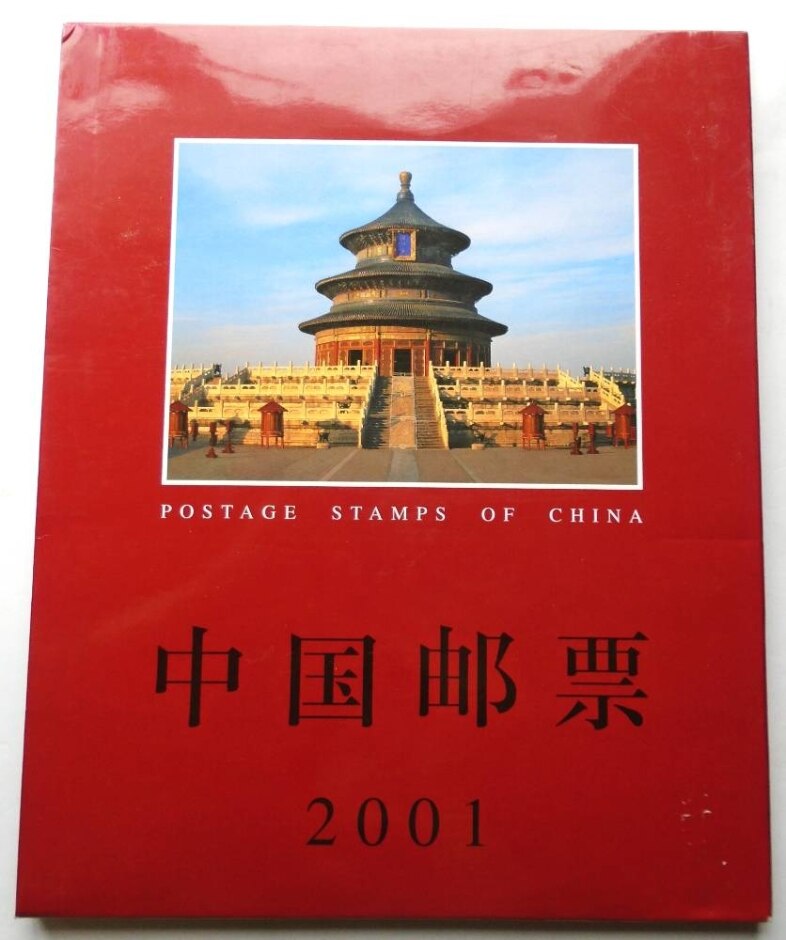 POSTAGE STAMPS OF CHINA
中国邮票
2001